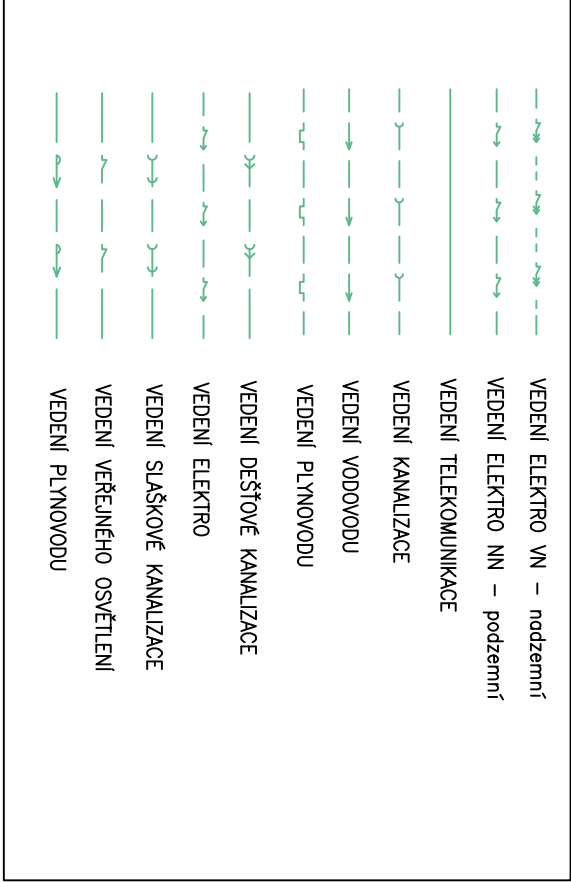 VEDENÍ ELEKTRO VN – nadzemní
VEDENÍ ELEKTRO NN – podzemní
VEDENÍ TELEKOMUNIKACE
VEDENÍ KANALIZACE
VEDENÍ VODOVODU
VEDENÍ PLYNOVODU
VEDENÍ DEŠŤOVÉ KANALIZACE
VEDENÍ ELEKTRO
VEDENÍ SLAŠKOVÉ KANALIZACE
VEDENÍ VEŘEJNÉHO OSVĚTLENÍ
VEDENÍ PLYNOVODU